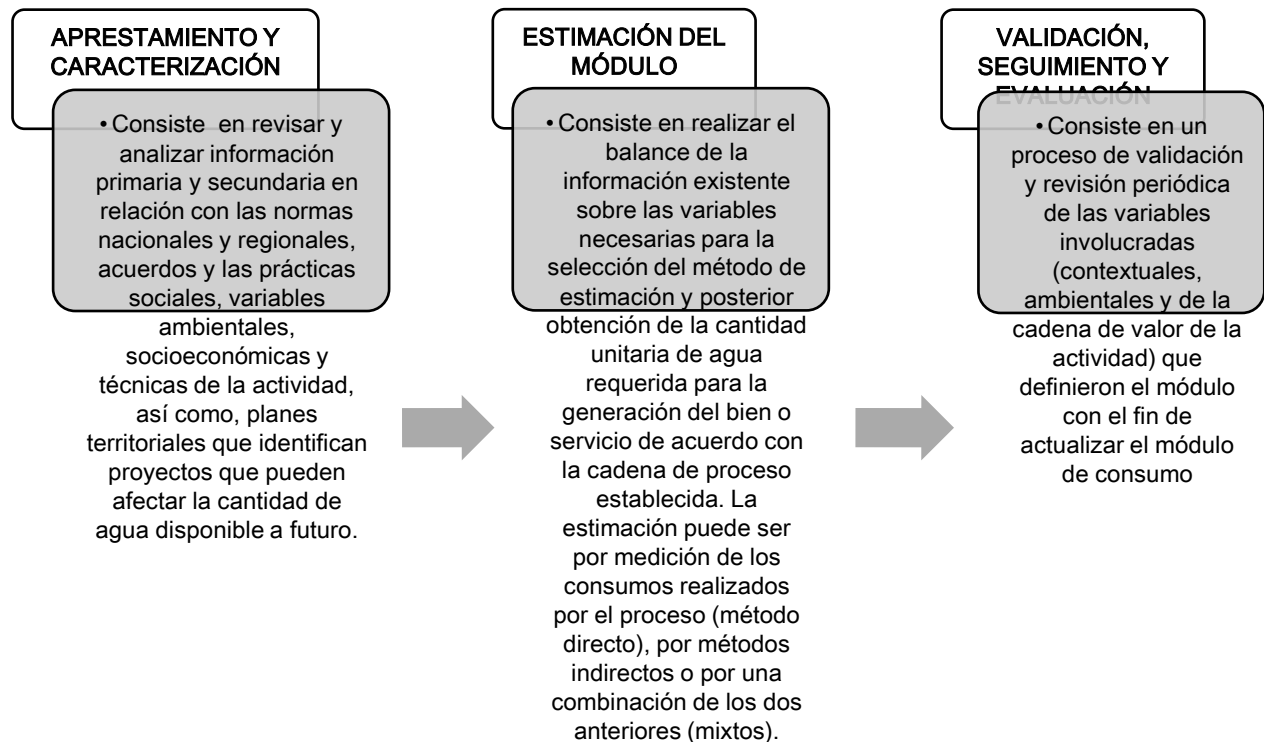 APRESTAMIENTO Y
CARACTERIZACIÓN
• Consiste en revisar y
analizar información
primaria y secundaria en
relación con las normas
nacionales y regionales,
acuerdos y las prácticas
sociales, variables
ambientales,
socioeconómicas y
técnicas de la actividad,
así como, planes
territoriales que identifican
proyectos que pueden
afectar la cantidad de
agua disponible a futuro.
ESTIMACIÓN DEL
MÓDULO
• Consiste en realizar el
balance de la
información existente
sobre las variables
necesarias para la
selección del método de
estimación y posterior
obtención de la cantidad
unitaria de agua
requerida para la
generación del bien o
servicio de acuerdo con
la cadena de proceso
establecida. La
estimación puede ser
por medición de los
consumos realizados
por el proceso (método
directo), por métodos
indirectos o por una
combinación de los dos
anteriores (mixtos).
VALIDACIÓN,
SEGUIMIENTO Y
EVALUACIÓN
• Consiste en un
proceso de validación
y revisión periódica
de las variables
involucradas
(contextuales,
ambientales y de la
cadena de valor de la
actividad) que
definieron el módulo
con el fin de
actualizar el módulo
de consumo